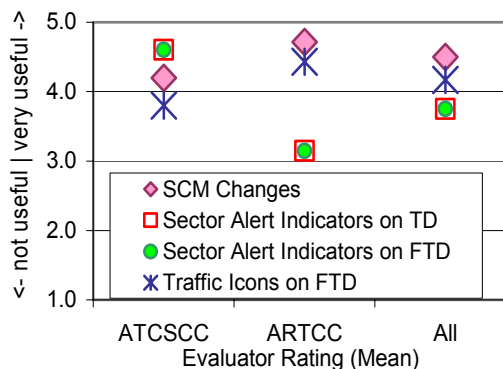 <- not useful | very useful ->
5.0
4.0
3.0
2.0
1.0
SCM Changes
Sector Alert Indicators on TD
Sector Alert Indicators on FTD
Traffic Icons on FTD
ATCSCC ARTCC All
Evaluator Rating (Mean)